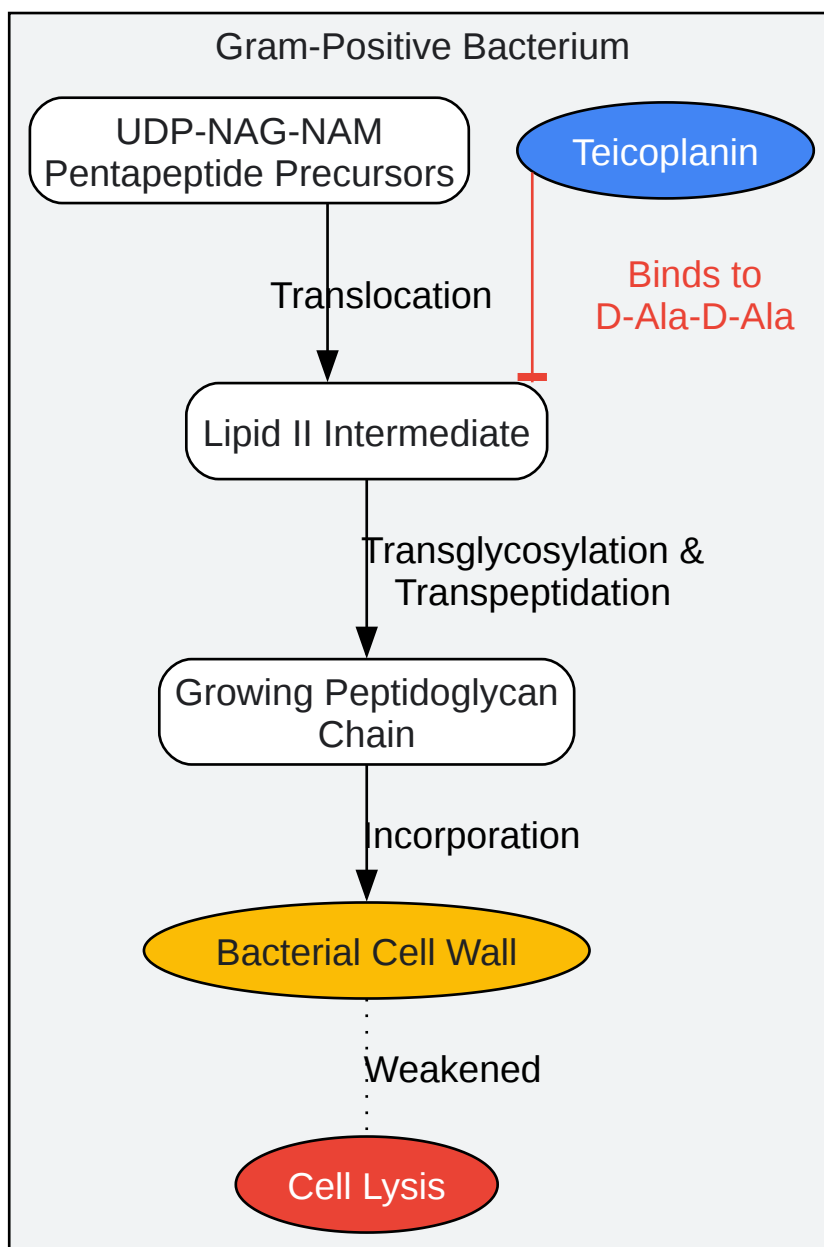 Gram-Positive Bacterium
UDP-NAG-NAM
Pentapeptide Precursors
Teicoplanin
Binds to
D-Ala-D-Ala
Translocation
Lipid II Intermediate
Transglycosylation &
Transpeptidation
Growing Peptidoglycan
Chain
Incorporation
Bacterial Cell Wall
Weakened
Cell Lysis